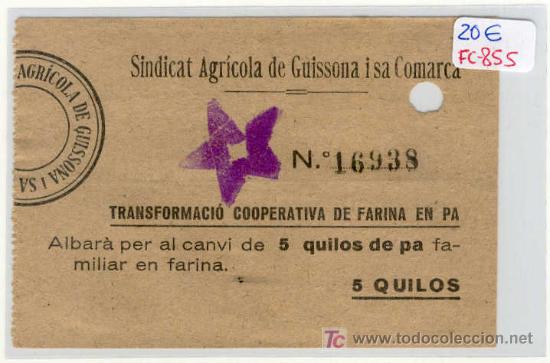 20€
FC-855
Sindicat Agrícola de Guissona i sa Comarca
AGRÍCOLA DE GUISSONA I SA
N.º 16938
TRANSFORMACIÓ COOPERATIVA DE FARINA EN PA
Albarà per al canvi de 5 quilos de pa fa-
miliar en farina.
5 QUILOS
www.todocoleccion.net